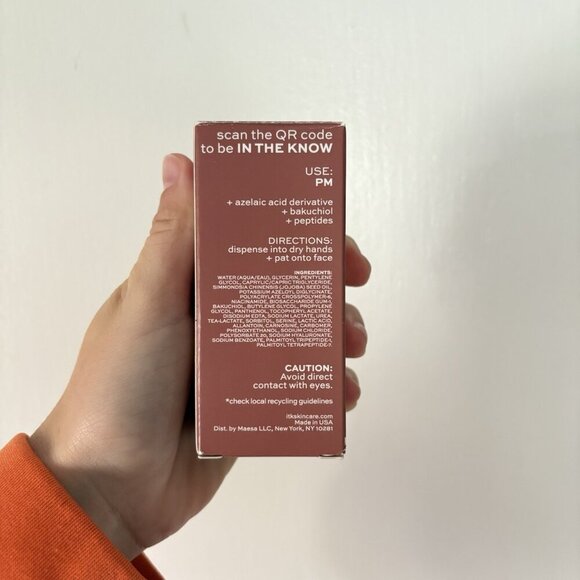 scan the QR code
to be IN THE KNOW
USE:
PM
+ azelaic acid derivative
+ bakuchiol
+ peptides
DIRECTIONS:
dispense into dry hands
+ pat onto face
INGREDIENTS:
WATER (AQUA/EAU), GLYCERIN, PENTYLENE
GLYCOL, CAPRYLIC/CAPRIC TRIGLYCERIDE,
SIMMONDSIA CHINENSIS (JOJOBA) SEED OIL,
POTASSIUM AZELOYL DIGLYCINATE,
POLYACRYLATE CROSSPOLYMER-6,
NIACINAMIDE, BIOSACCHARIDE GUM-1,
BAKUCHIOL, BUTYLENE GLYCOL, PROPYLENE
GLYCOL, PANTHENOL, TOCOPHERYL ACETATE,
DISODIUM EDTA, SODIUM LACTATE, UREA,
TEA-LACTATE, SORBITOL, SERINE, LACTIC ACID,
ALLANTOIN, CARNOSINE, CARBOMER,
PHENOXYETHANOL, SODIUM CHLORIDE,
POLYSORBATE 20, SODIUM HYALURONATE,
SODIUM BENZOATE, PALMITOYL TRIPEPTIDE-1,
PALMITOYL TETRAPEPTIDE-7.
CAUTION:
Avoid direct
contact with eyes.
*check local recycling guidelines
itkskincare.com
Made in USA
Dist. by Maesa LLC, New York, NY 10281